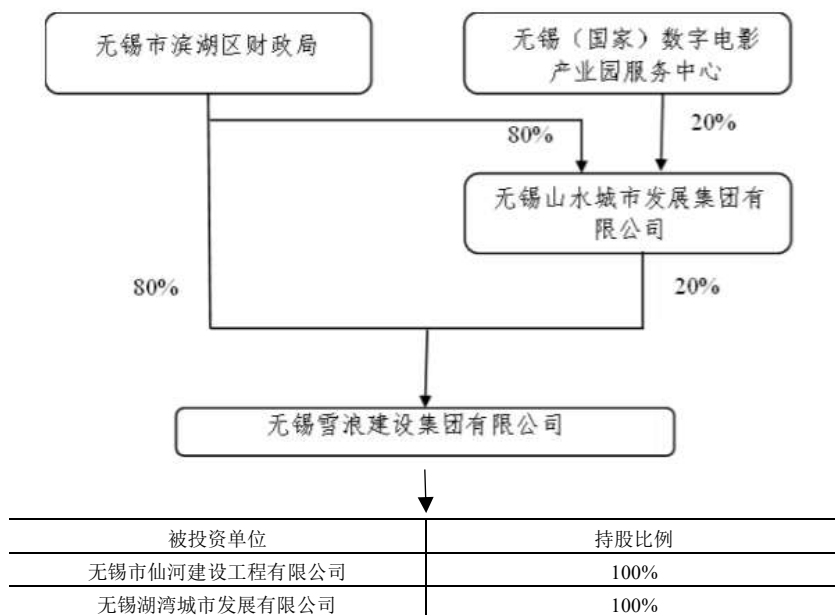 无锡市滨湖区财政局
无锡（国家）数字电影
产业园服务中心
80%
20%
无锡山水城市发展集团有
限公司
80%
20%
无锡雪浪建设集团有限公司
被投资单位
持股比例
无锡市仙河建设工程有限公司
100%
无锡湖湾城市发展有限公司
100%